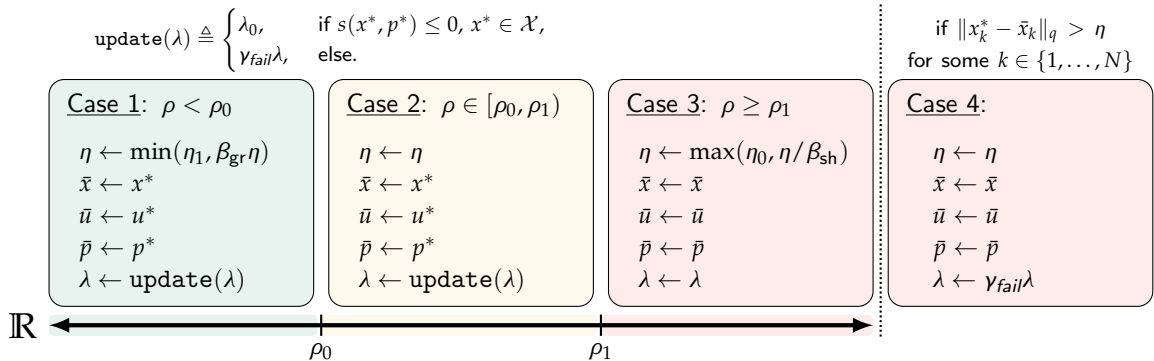 update(λ) ≜ { λ₀, if s(x*, p*) ≤ 0, x* ∈ 𝒳,
γ_fail λ, else.
if ‖x*_k − x̄_k‖_q > η
for some k ∈ {1, . . . , N}
Case 1: ρ < ρ₀
η ← min(η₁, β_gr η)
x̄ ← x*
ū ← u*
p̄ ← p*
λ ← update(λ)
Case 2: ρ ∈ [ρ₀, ρ₁)
η ← η
x̄ ← x*
ū ← u*
p̄ ← p*
λ ← update(λ)
Case 3: ρ ≥ ρ₁
η ← max(η₀, η/β_sh)
x̄ ← x̄
ū ← ū
p̄ ← p̄
λ ← λ
Case 4:
η ← η
x̄ ← x̄
ū ← ū
p̄ ← p̄
λ ← γ_fail λ
ℝ
ρ₀ ρ₁